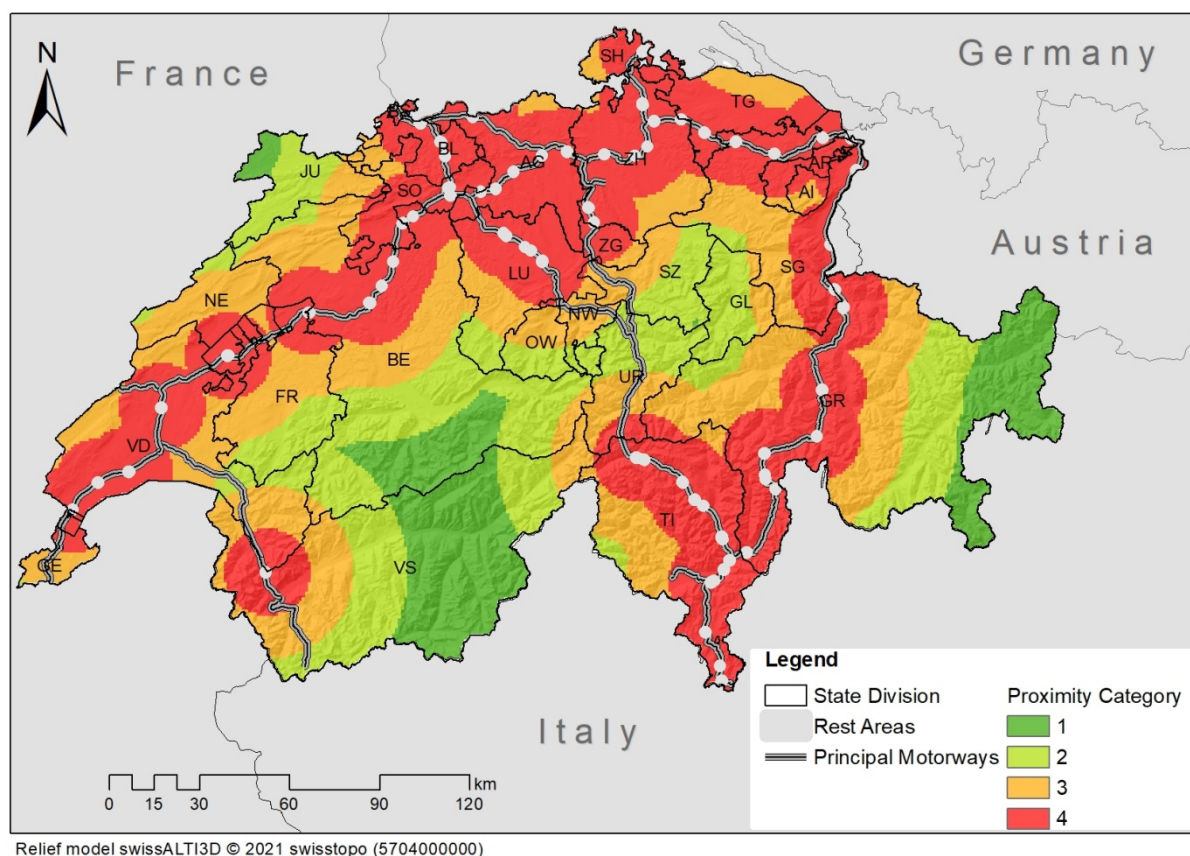 N
France
Germany
SH
TG
BL
AG
ZH
AR
JU
SO
AI
Austria
ZG
LU
SZ
SG
NE
GL
NW
OW
BE
UR
FR
GR
VD
TI
GE
VS
Italy
Legend
State Division
Rest Areas
Principal Motorways
Proximity Category
1
2
3
4
km
0 15 30 60 90 120
Relief model swissALTI3D © 2021 swisstopo (5704000000)